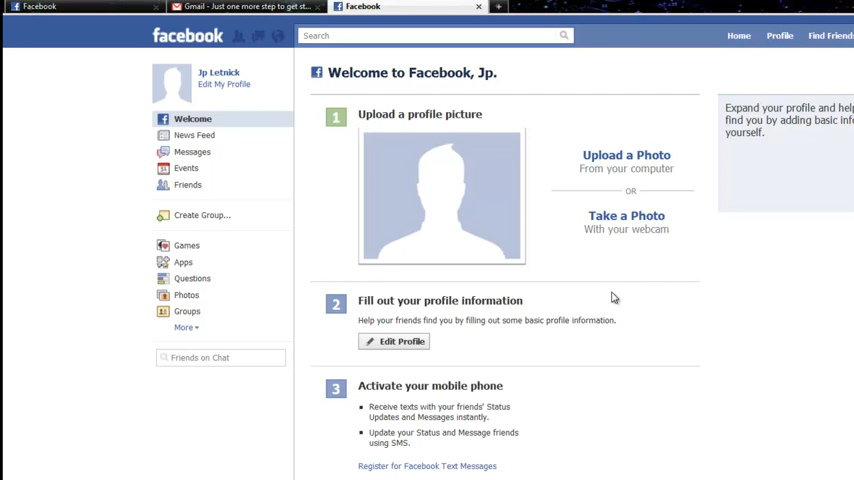 Facebook
Gmail - Just one more step to get st...
Facebook
facebook
Search
Home
Profile
Find Friends
Jp Letnick
Edit My Profile
Welcome
News Feed
Messages
Events
Friends
Create Group...
Games
Apps
Questions
Photos
Groups
More
Friends on Chat
Welcome to Facebook, Jp.
1
Upload a profile picture
Upload a Photo
From your computer
OR
Take a Photo
With your webcam
2
Fill out your profile information
Help your friends find you by filling out some basic profile information.
Edit Profile
3
Activate your mobile phone
Receive texts with your friends' Status
Updates and Messages instantly.
Update your Status and Message friends
using SMS.
Register for Facebook Text Messages
Expand your profile and help
find you by adding basic
yourself.